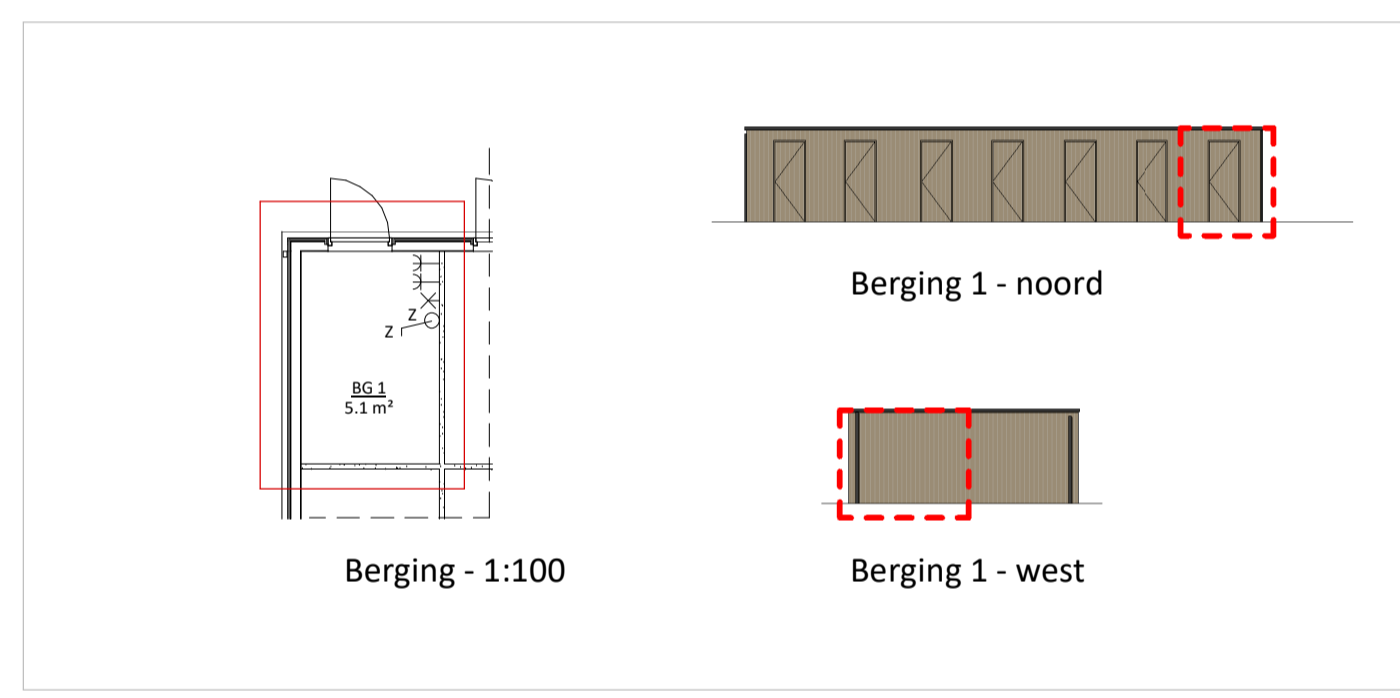 Berging 1 - noord
Z
Z
BG 1
5.1 m²
Berging - 1:100
Berging 1 - west